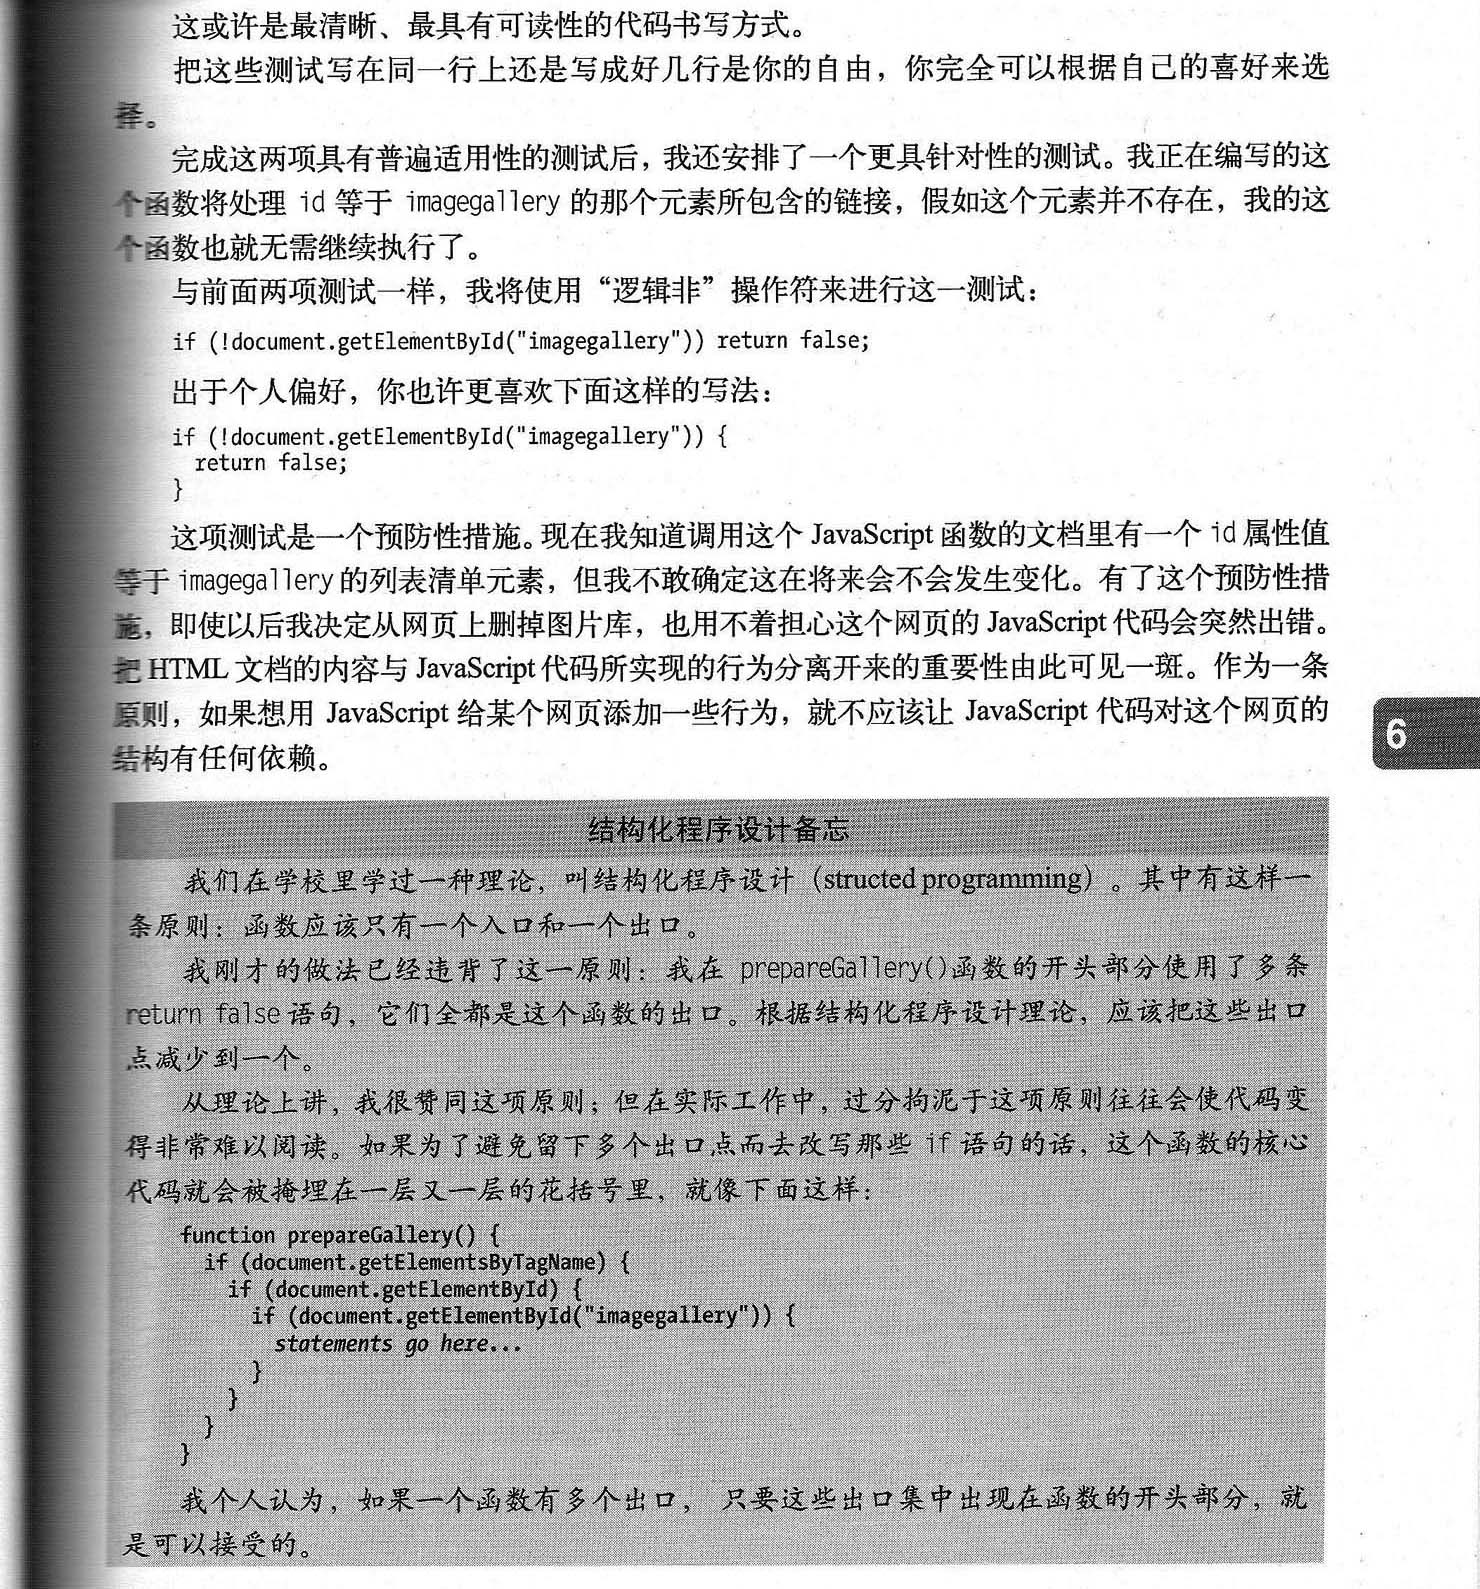 这或许是最清晰、最具有可读性的代码书写方式。
把这些测试写在同一行上还是写成好几行是你的自由，你完全可以根据自己的喜好来选
择。
完成这两项具有普遍适用性的测试后，我还安排了一个更具针对性的测试。我正在编写的这
个函数将处理 id 等于 imagegallery 的那个元素所包含的链接，假如这个元素并不存在，我的这
个函数也就无需继续执行了。
与前面两项测试一样，我将使用“逻辑非”操作符来进行这一测试：
if (!document.getElementById("imagegallery")) return false;
出于个人偏好，你也许更喜欢下面这样的写法：
if (!document.getElementById("imagegallery")) {
  return false;
}
这项测试是一个预防性措施。现在我知道调用这个 JavaScript 函数的文档里有一个 id 属性值
等于 imagegallery 的列表清单元素，但我不敢确定这在将来会不会发生变化。有了这个预防性措
施，即使以后我决定从网页上删掉图片库，也用不着担心这个网页的 JavaScript 代码会突然出错。
把 HTML 文档的内容与 JavaScript 代码所实现的行为分离开来的重要性由此可见一斑。作为一条
原则，如果想用 JavaScript 给某个网页添加一些行为，就不应该让 JavaScript 代码对这个网页的
结构有任何依赖。
6
结构化程序设计备忘
我们在学校里学过一种理论，叫结构化程序设计（structed programming）。其中有这样一
条原则：函数应该只有一个入口和一个出口。
我刚才的做法已经违背了这一原则：我在 prepareGallery()函数的开头部分使用了多条
return false 语句，它们全都是这个函数的出口。根据结构化程序设计理论，应该把这些出口
点减少到一个。
从理论上讲，我很赞同这项原则；但在实际工作中，过分拘泥于这项原则往往会使代码变
得非常难以阅读。如果为了避免留下多个出口点而去改写那些 if 语句的话，这个函数的核心
代码就会被掩埋在一层又一层的花括号里，就像下面这样：
function prepareGallery() {
  if (document.getElementsByTagName) {
    if (document.getElementById) {
      if (document.getElementById("imagegallery")) {
        statements go here...
      }
    }
  }
}
我个人认为，如果一个函数有多个出口， 只要这些出口集中出现在函数的开头部分，就
是可以接受的。